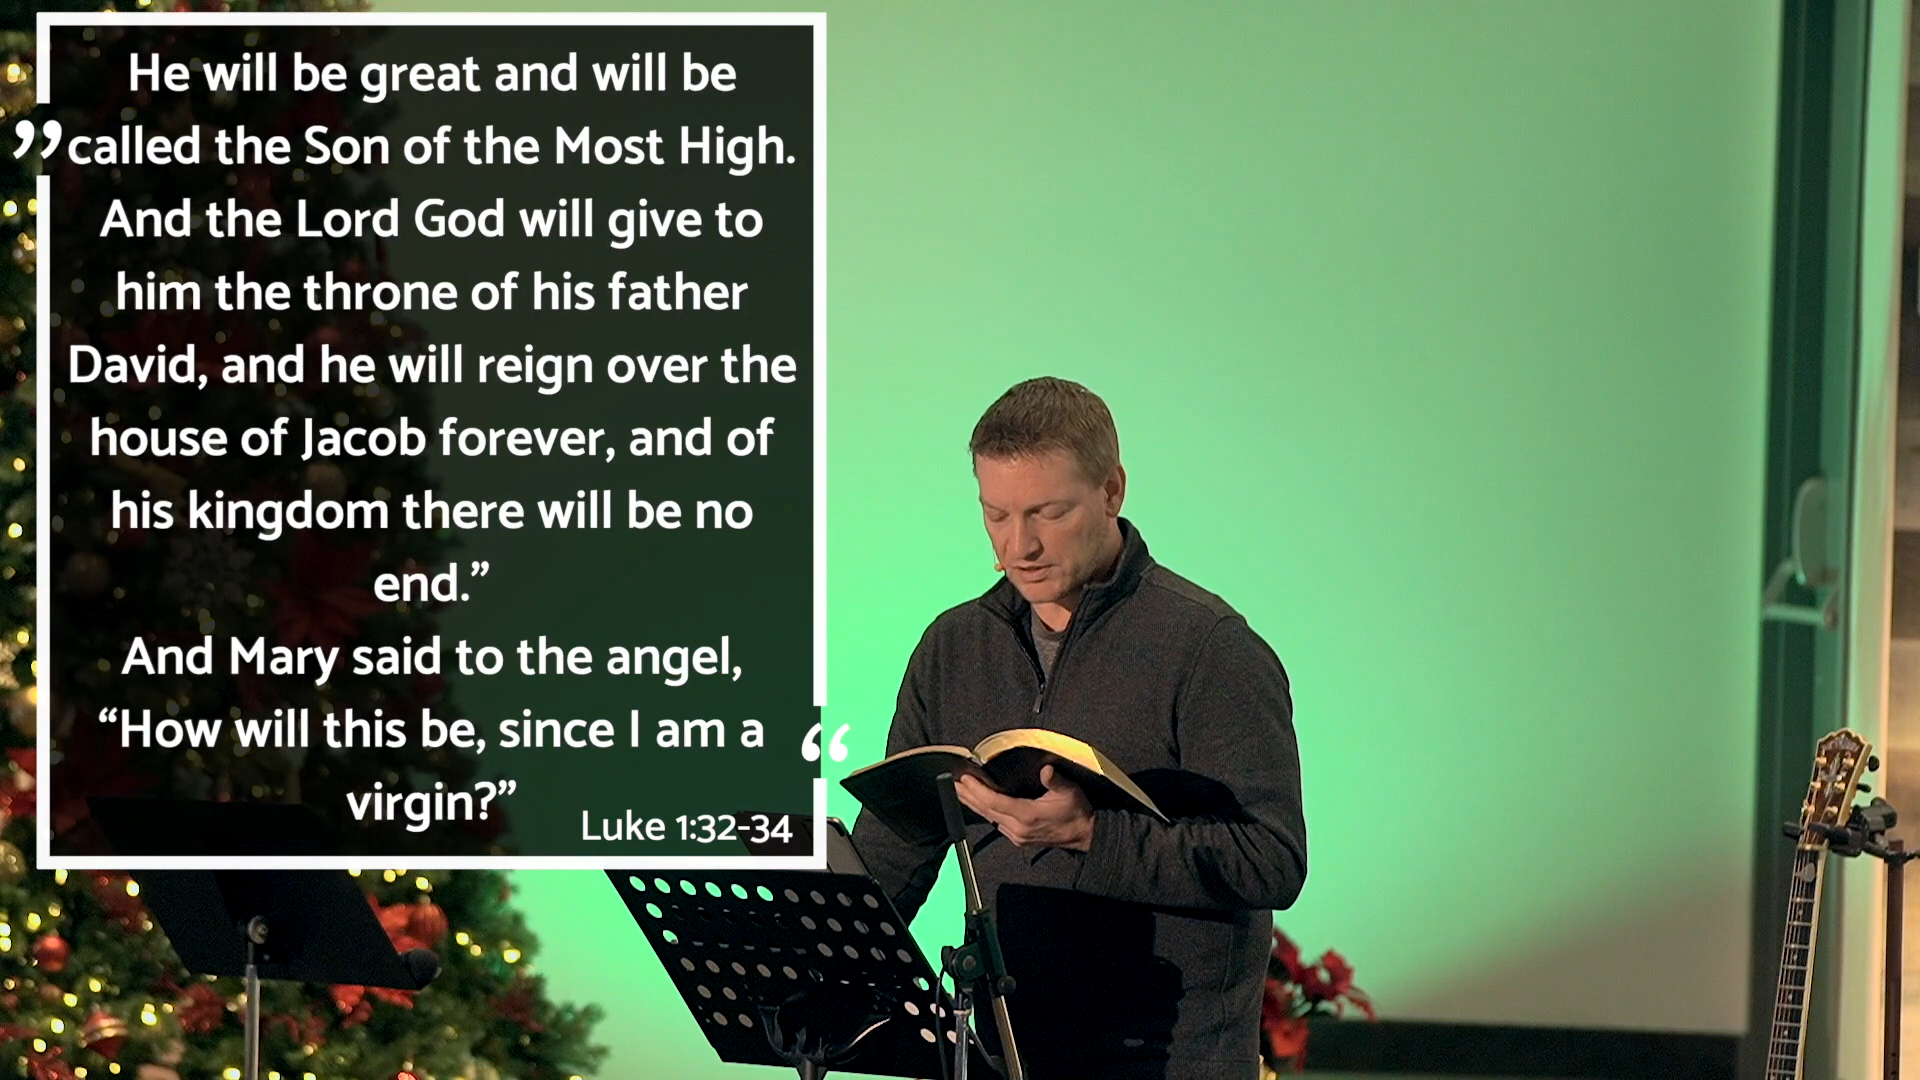 He will be great and will be
”called the Son of the Most High.
And the Lord God will give to
him the throne of his father
David, and he will reign over the
house of Jacob forever, and of
his kingdom there will be no
end.”
And Mary said to the angel,
“How will this be, since I am a
“
virgin?”
Luke 1:32-34